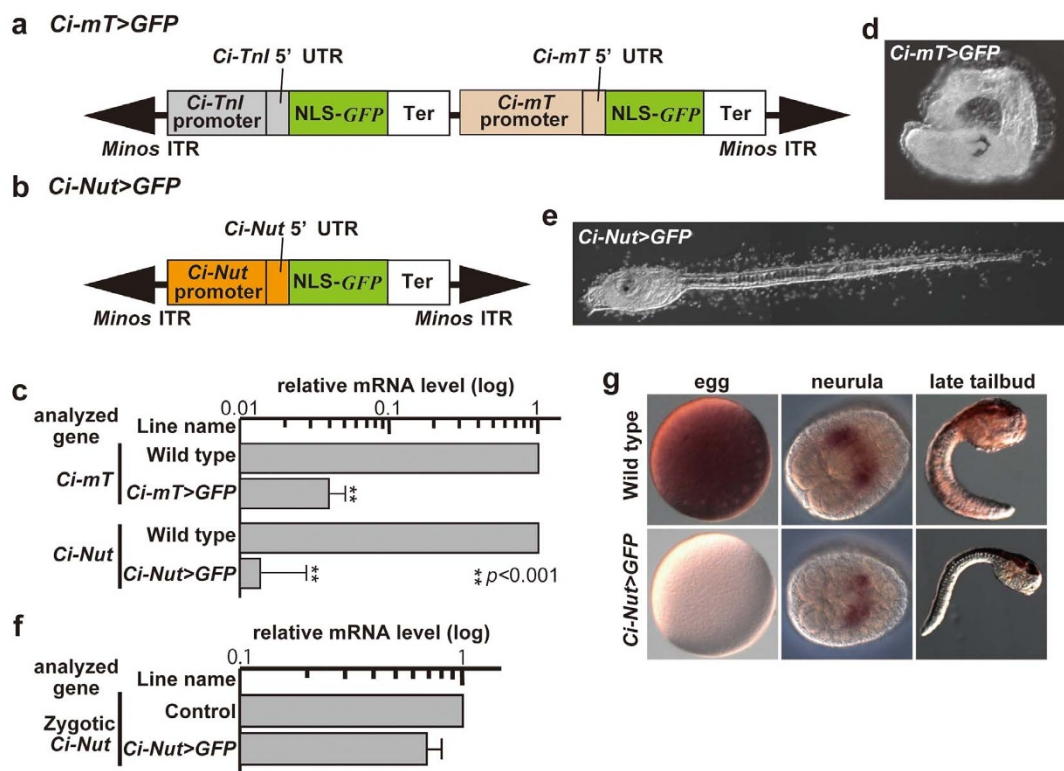 a Ci-mT>GFP
Ci-TnI 5’ UTR
Ci-mT 5’ UTR
Ci-TnI promoter
NLS-GFP
Ter
Ci-mT promoter
NLS-GFP
Ter
Minos ITR
Minos ITR
b Ci-Nut>GFP
Ci-Nut 5’ UTR
Ci-Nut promoter
NLS-GFP
Ter
Minos ITR
Minos ITR
c
relative mRNA level (log)
0.01 0.1 1
analyzed gene
Line name
Ci-mT
Wild type
Ci-mT>GFP
**
Ci-Nut
Wild type
Ci-Nut>GFP
**
** p<0.001
d
Ci-mT>GFP
e
Ci-Nut>GFP
f
relative mRNA level (log)
0.1 1
analyzed gene
Line name
Zygotic Ci-Nut
Control
Ci-Nut>GFP
g
egg neurula late tailbud
Wild type
Ci-Nut>GFP